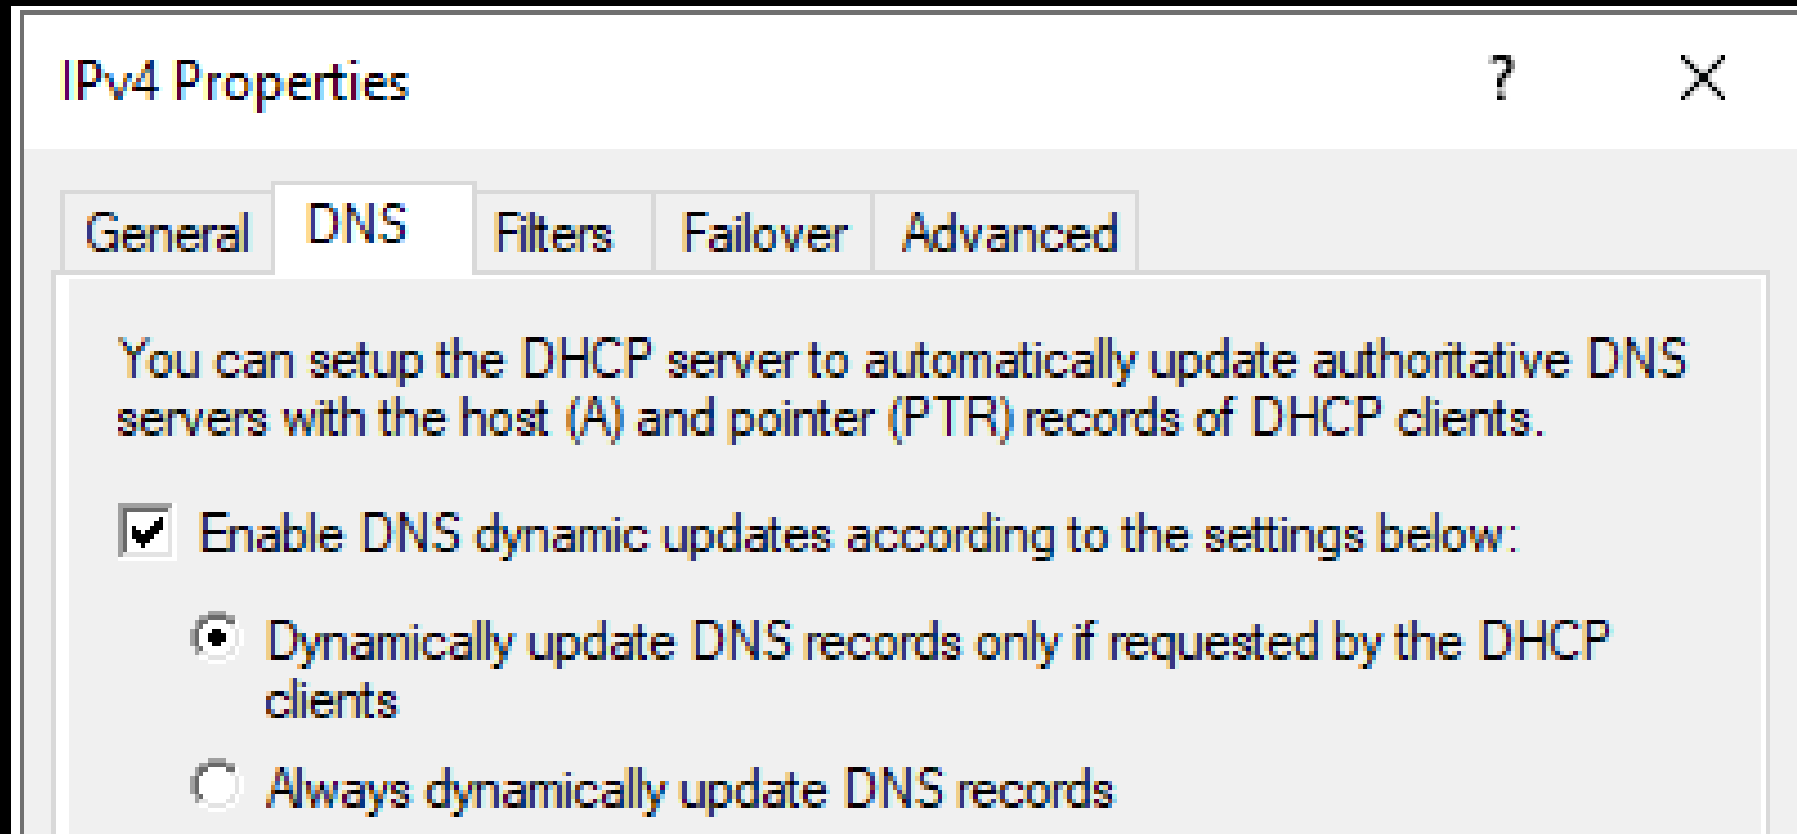 IPv4 Properties ?
General DNS Filters Failover Advanced
You can setup the DHCP server to automatically update authoritative DNS
servers with the host (A) and pointer (PTR) records of DHCP clients.
Enable DNS dynamic updates according to the settings below:
Dynamically update DNS records only if requested by the DHCP
clients
Always dynamically update DNS records